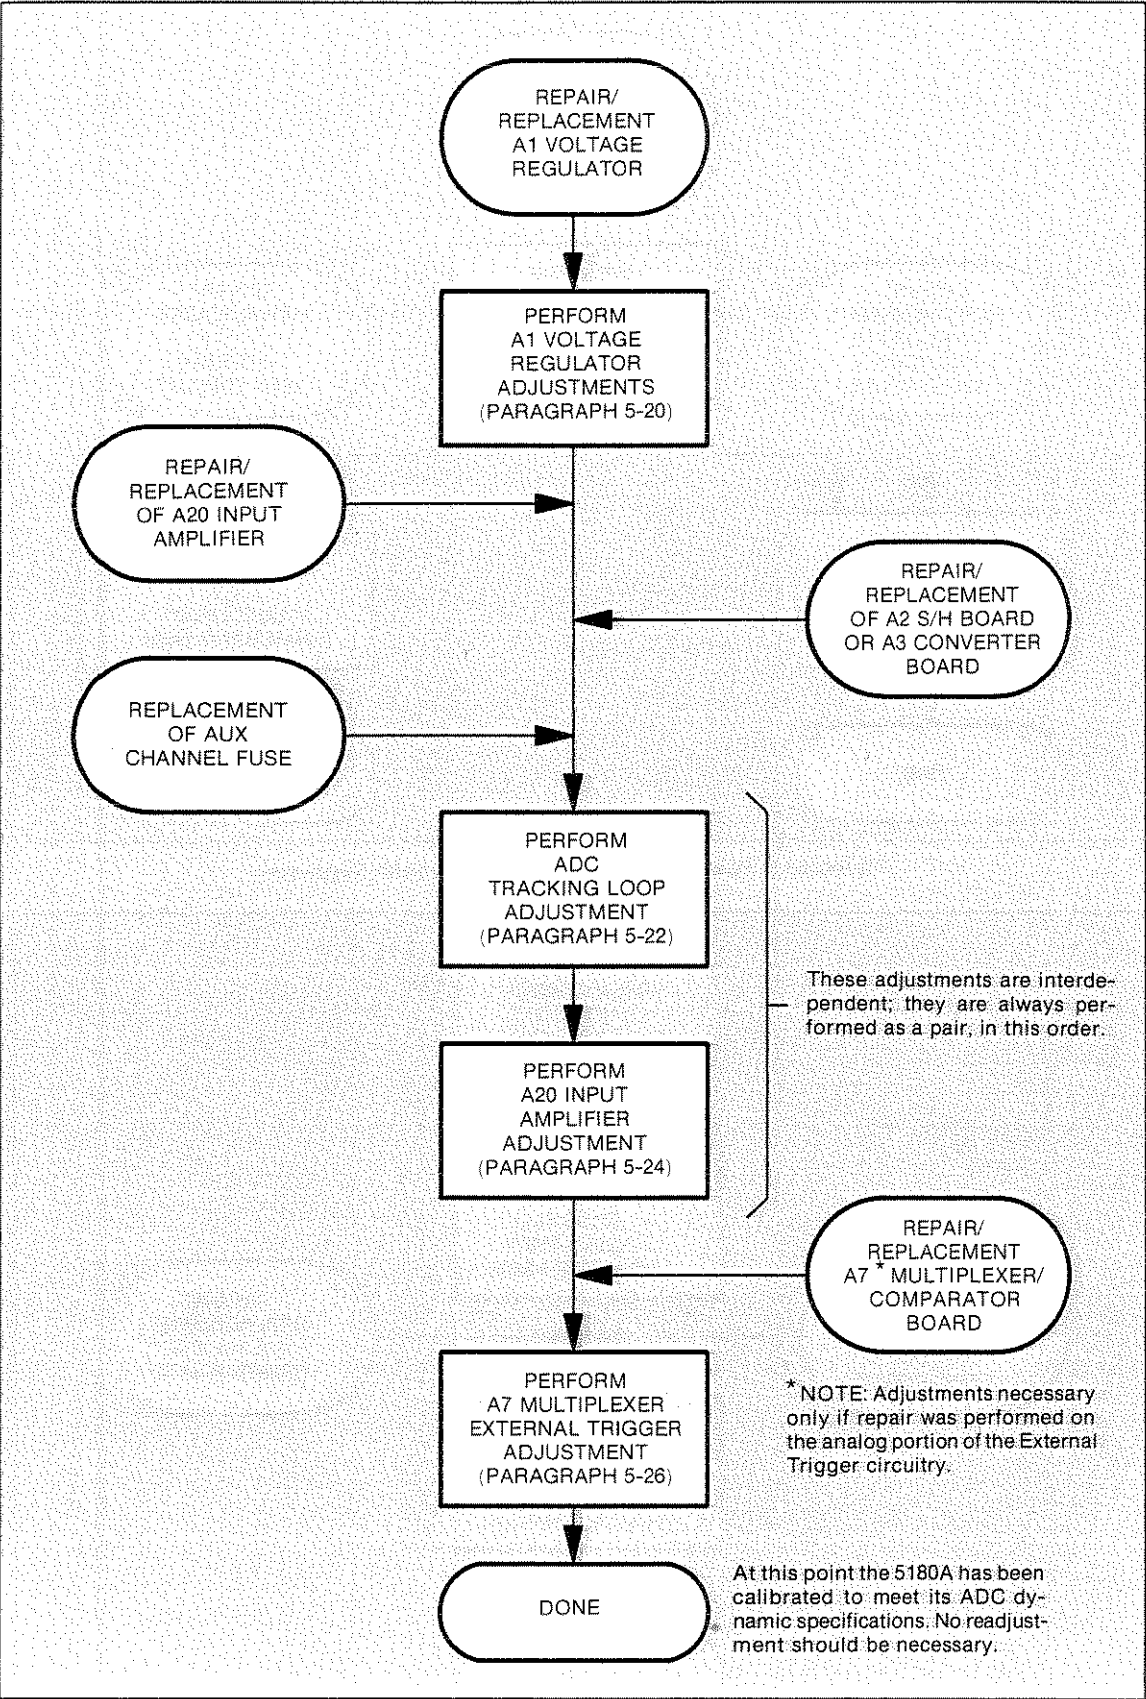 REPAIR/
REPLACEMENT
A1 VOLTAGE
REGULATOR
PERFORM
A1 VOLTAGE
REGULATOR
ADJUSTMENTS
(PARAGRAPH 5-20)
REPAIR/
REPLACEMENT
OF A20 INPUT
AMPLIFIER
REPAIR/
REPLACEMENT
OF A2 S/H BOARD
OR A3 CONVERTER
BOARD
REPLACEMENT
OF AUX
CHANNEL FUSE
PERFORM
ADC
TRACKING LOOP
ADJUSTMENT
(PARAGRAPH 5-22)
These adjustments are interde-
pendent; they are always per-
formed as a pair, in this order.
PERFORM
A20 INPUT
AMPLIFIER
ADJUSTMENT
(PARAGRAPH 5-24)
REPAIR/
REPLACEMENT
A7 * MULTIPLEXER/
COMPARATOR
BOARD
PERFORM
A7 MULTIPLEXER
EXTERNAL TRIGGER
ADJUSTMENT
(PARAGRAPH 5-26)
*NOTE: Adjustments necessary
only if repair was performed on
the analog portion of the External
Trigger circuitry.
DONE
At this point the 5180A has been
calibrated to meet its ADC dy-
namic specifications. No readjust-
ment should be necessary.